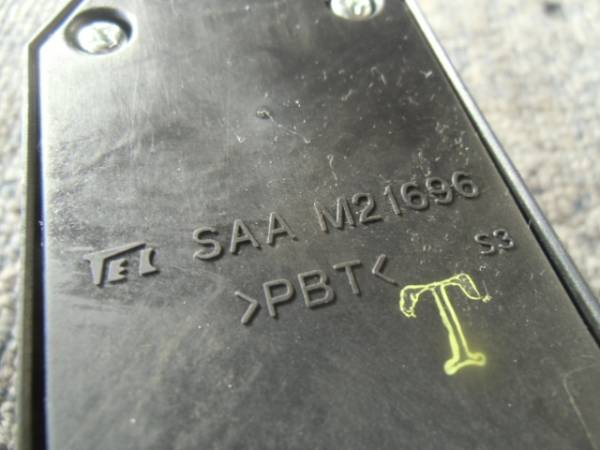 TEC SAA M21696
>PBT< S3
T